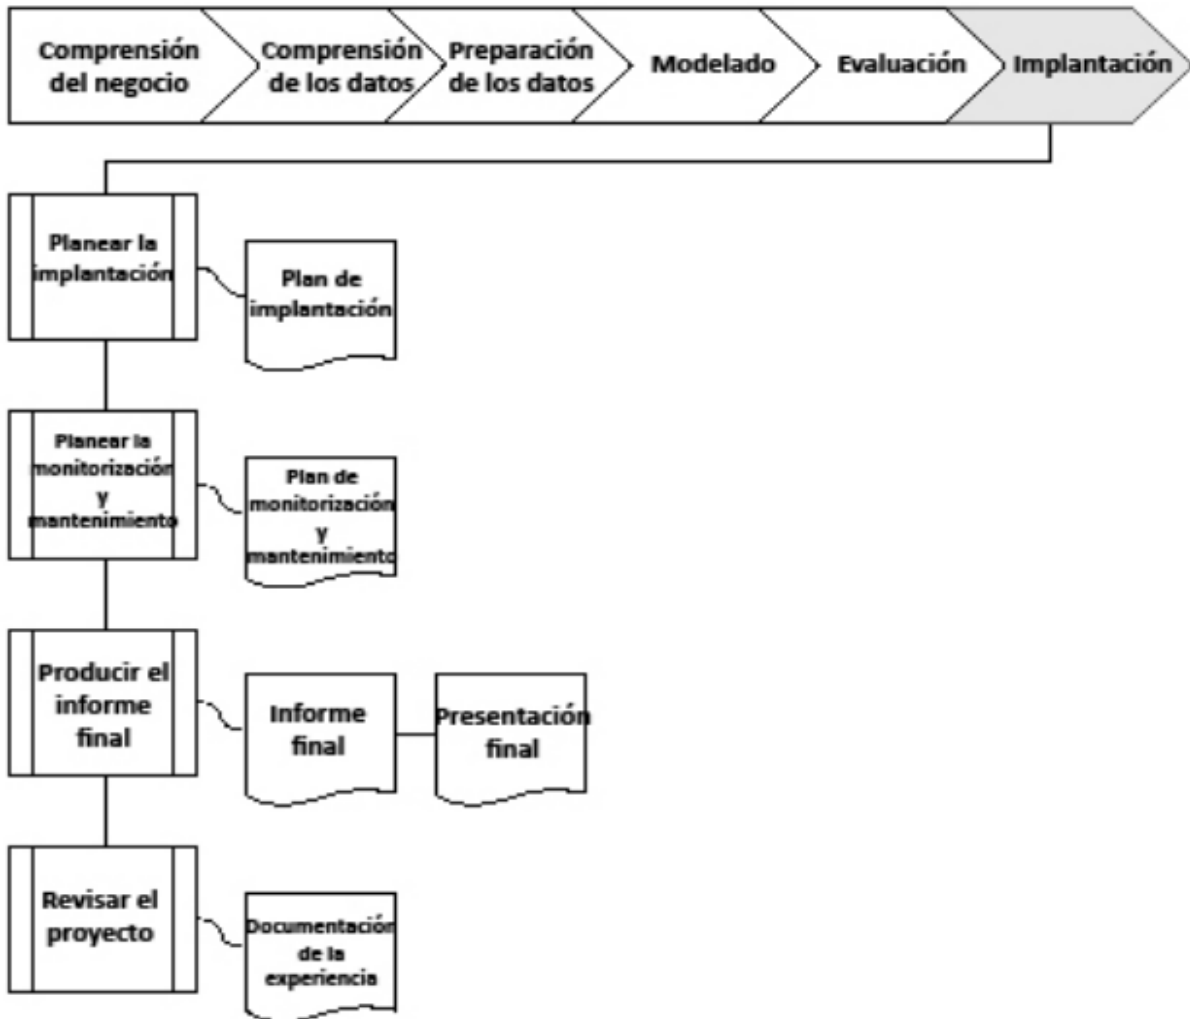 Comprensión
del negocio
Comprensión
de los datos
Preparación
de los datos
Modelado
Evaluación
Implantación
Planear la
implantación
Plan de
implantación
Planear la
monitorización
y
mantenimiento
Plan de
monitorización
y
mantenimiento
Producir el
informe
final
Informe
final
Presentación
final
Revisar el
proyecto
Documentación
de la
experiencia